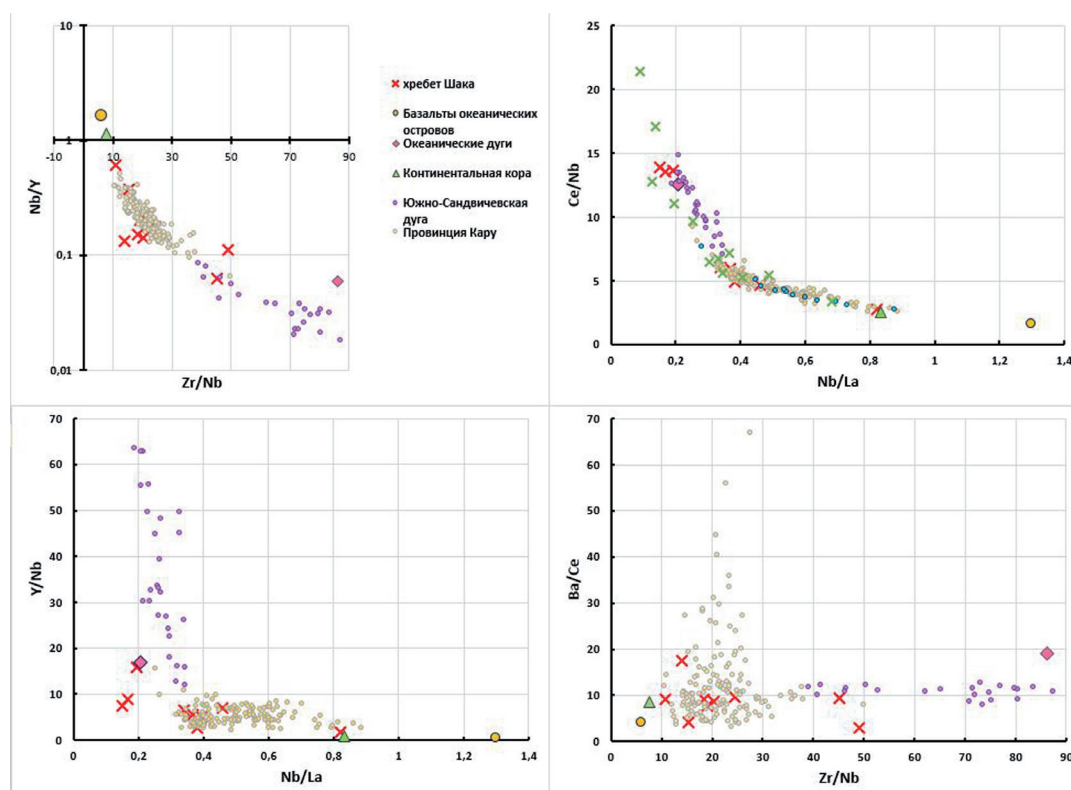 10
1
0,1
0,01
Nb/Y
-10 10 30 50 70 90
Zr/Nb
хребет Шака
Базальты океанических
островов
Океанические дуги
Континентальная кора
Южно-Сандвичевская
дуга
Провинция Кару
25
20
15
10
5
0
Ce/Nb
0 0,2 0,4 0,6 0,8 1 1,2 1,4
Nb/La
70
60
50
40
30
20
10
0
Y/Nb
0 0,2 0,4 0,6 0,8 1 1,2 1,4
Nb/La
70
60
50
40
30
20
10
0
Ba/Ce
0 10 20 30 40 50 60 70 80 90
Zr/Nb